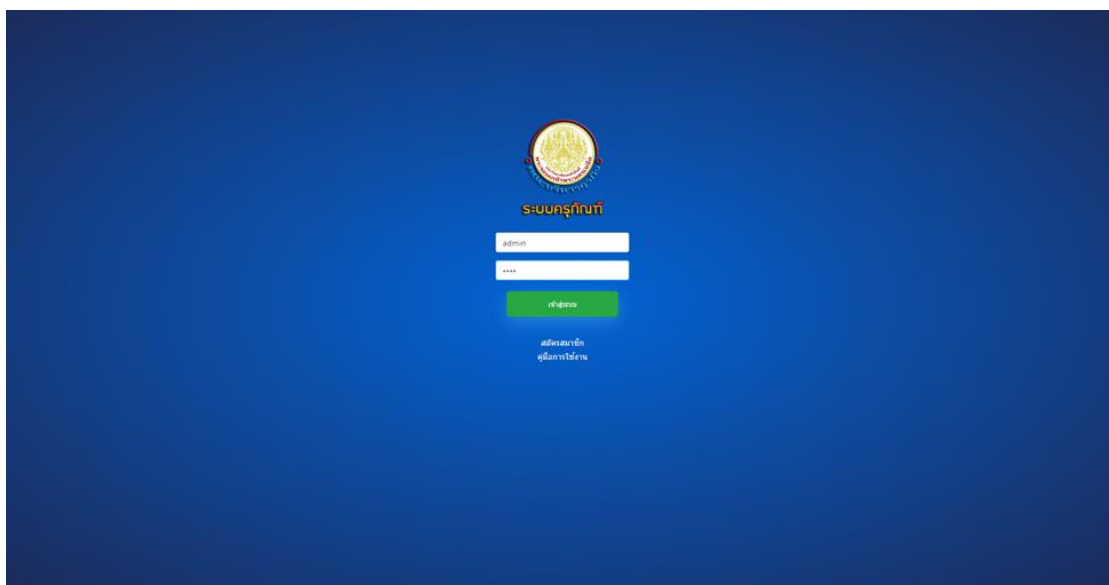 ระบบครุภัณฑ์
admin
****
เข้าสู่ระบบ
สมัครสมาชิก
คู่มือการใช้งาน